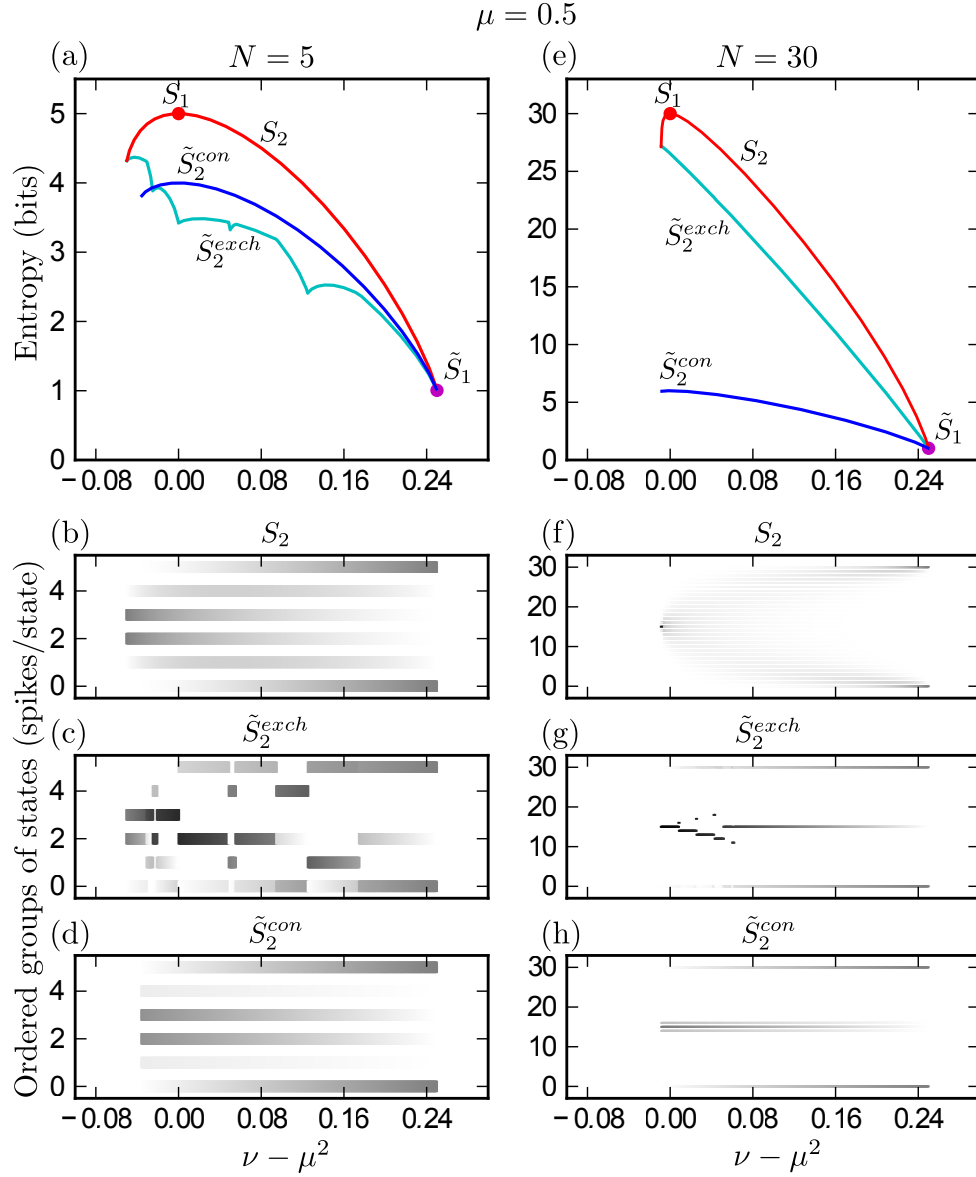 μ = 0.5
(a)
N = 5
5
4
3
2
1
0
Entropy (bits)
S₁
S₂
S̃₂ᶜᵒⁿ
S̃₂ᵉˣᶜʰ
S̃₁
−0.08 0.00 0.08 0.16 0.24
(e)
N = 30
30
25
20
15
10
5
0
S₁
S₂
S̃₂ᵉˣᶜʰ
S̃₂ᶜᵒⁿ
S̃₁
−0.08 0.00 0.08 0.16 0.24
Ordered groups of states (spikes/state)
(b)
S₂
4
2
0
(f)
S₂
30
20
10
0
(c)
S̃₂ᵉˣᶜʰ
4
2
0
(g)
S̃₂ᵉˣᶜʰ
30
20
10
0
(d)
S̃₂ᶜᵒⁿ
4
2
0
−0.08 0.00 0.08 0.16 0.24
ν − μ²
(h)
S̃₂ᶜᵒⁿ
30
20
10
0
−0.08 0.00 0.08 0.16 0.24
ν − μ²